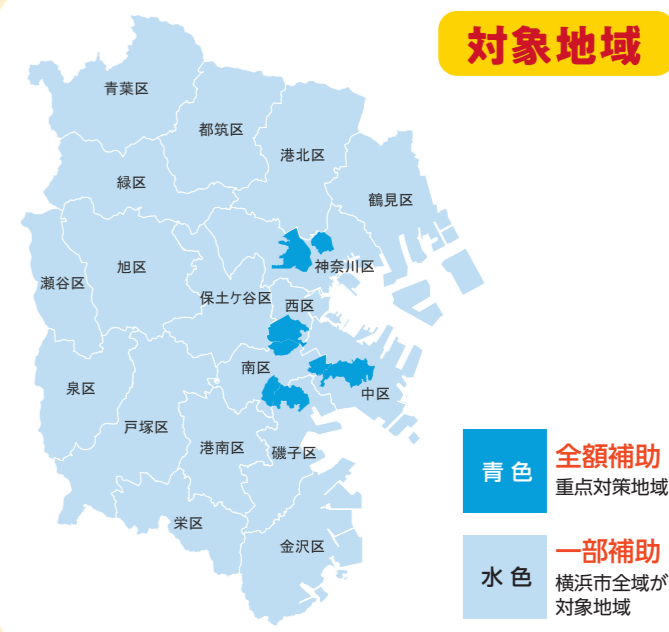 対象地域
青葉区
都筑区
港北区
緑区
鶴見区
旭区
瀬谷区
神奈川区
保土ケ谷区
西区
南区
泉区
中区
戸塚区
港南区
磯子区
栄区
金沢区
青色
全額補助
重点対策地域
水色
一部補助
横浜市全域が
対象地域